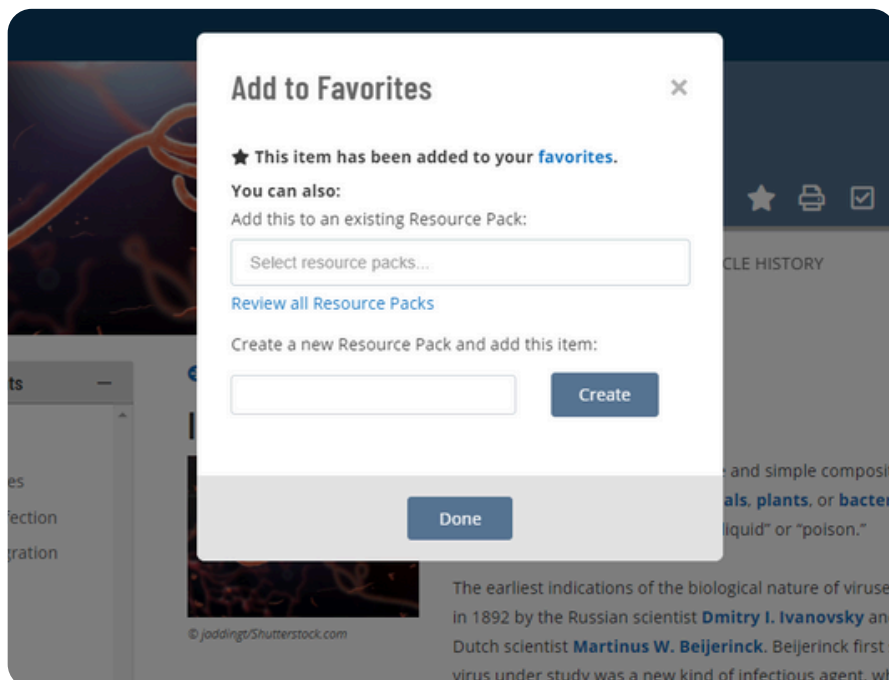 Add to Favorites
×
★ This item has been added to your favorites.
You can also:
Add this to an existing Resource Pack:
Select resource packs...
Review all Resource Packs
Create a new Resource Pack and add this item:
Create
Done
CLE HISTORY
ts
es
fection
gration
© jaddingt/Shutterstock.com
and simple composi
als, plants, or bacter
liquid” or “poison.”
The earliest indications of the biological nature of viruse
in 1892 by the Russian scientist Dmitry I. Ivanovsky an
Dutch scientist Martinus W. Beijerinck. Beijerinck first
virus under study was a new kind of infectious agent, wh